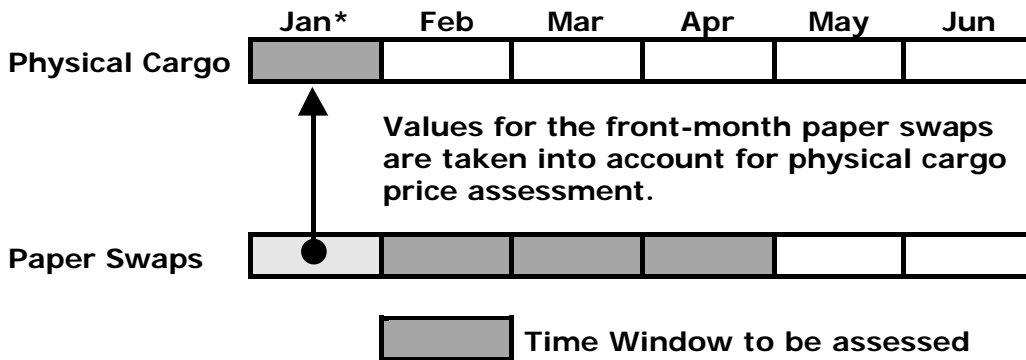 Jan* Feb Mar Apr May Jun
Physical Cargo
Values for the front-month paper swaps
are taken into account for physical cargo
price assessment.
Paper Swaps
Time Window to be assessed